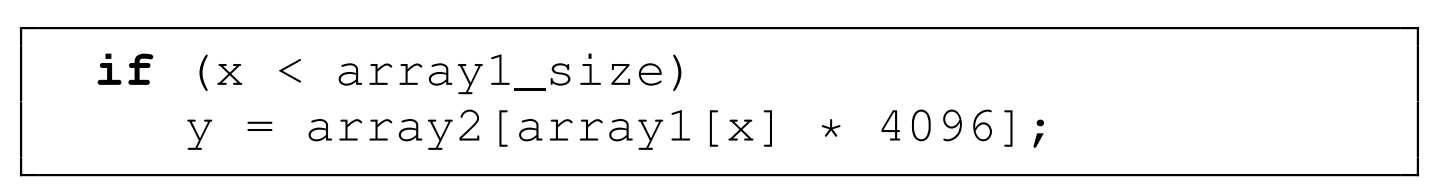 if (x < array1_size)
y = array2[array1[x] * 4096];